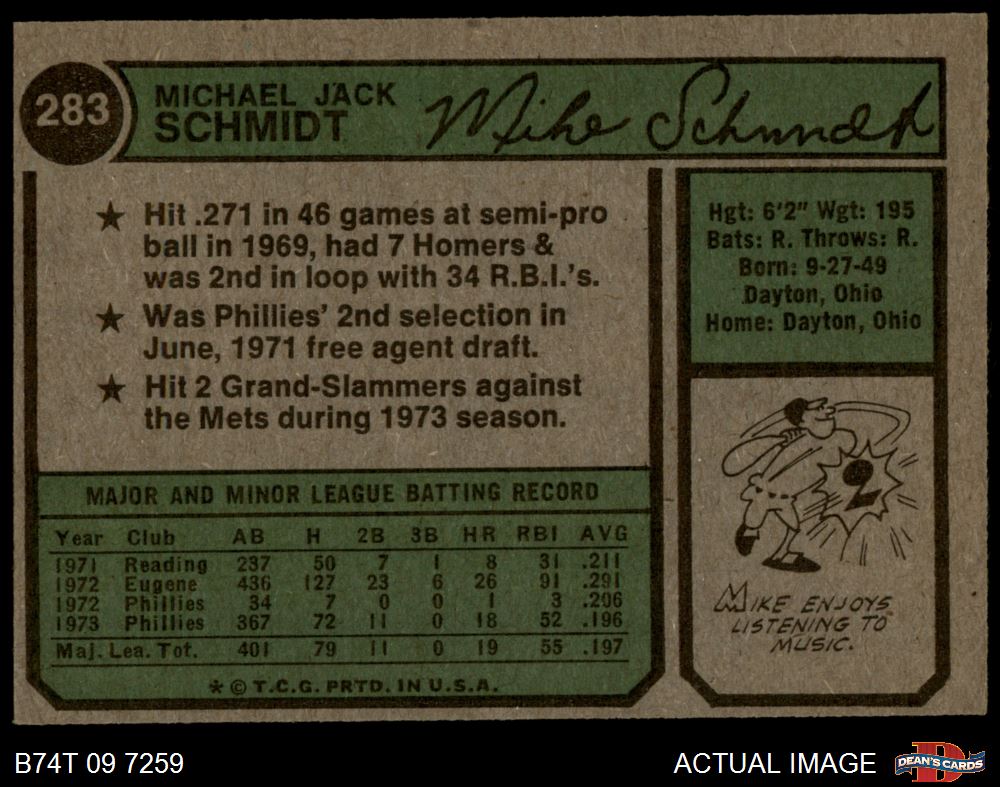 283
MICHAEL JACK
SCHMIDT
Mike Schmidt
★ Hit .271 in 46 games at semi-pro
ball in 1969, had 7 Homers &
was 2nd in loop with 34 R.B.I.'s.
★ Was Phillies' 2nd selection in
June, 1971 free agent draft.
★ Hit 2 Grand-Slammers against
the Mets during 1973 season.
Hgt: 6'2" Wgt: 195
Bats: R. Throws: R.
Born: 9-27-49
Dayton, Ohio
Home: Dayton, Ohio
2
MIKE ENJOYS
LISTENING TO
MUSIC.
MAJOR AND MINOR LEAGUE BATTING RECORD
Year Club AB H 2B 3B HR RBI AVG
1971 Reading 237 50 7 1 8 31 .211
1972 Eugene 436 127 23 6 26 91 .291
1972 Phillies 34 7 0 0 1 3 .206
1973 Phillies 367 72 11 0 18 52 .196
Maj. Lea. Tot. 401 79 11 0 19 55 .197
* © T.C.G. PRTD. IN U.S.A.
B74T 09 7259
ACTUAL IMAGE
D
DEAN'S CARDS